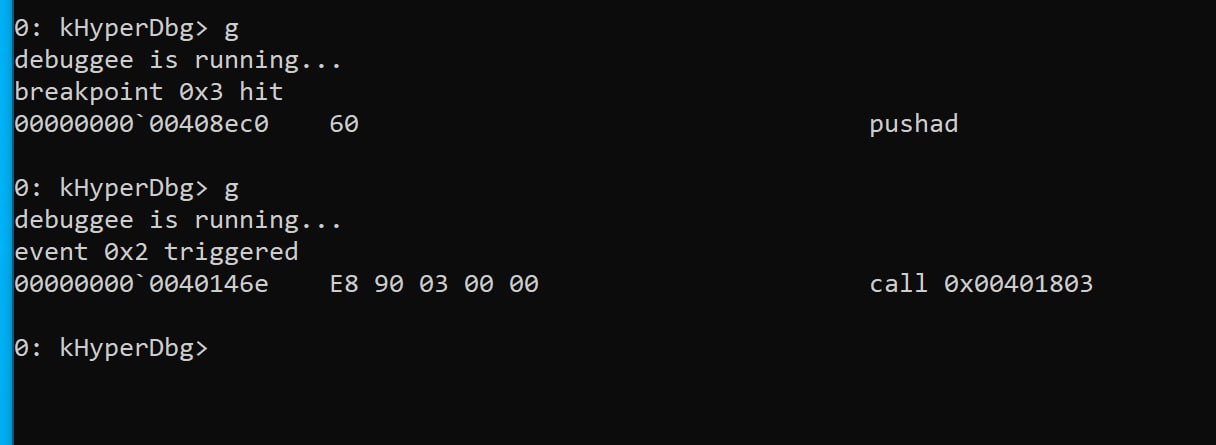 0: kHyperDbg> g
debuggee is running...
breakpoint 0x3 hit
00000000`00408ec0    60                                  pushad
0: kHyperDbg> g
debuggee is running...
event 0x2 triggered
00000000`0040146e    E8 90 03 00 00                      call 0x00401803
0: kHyperDbg>